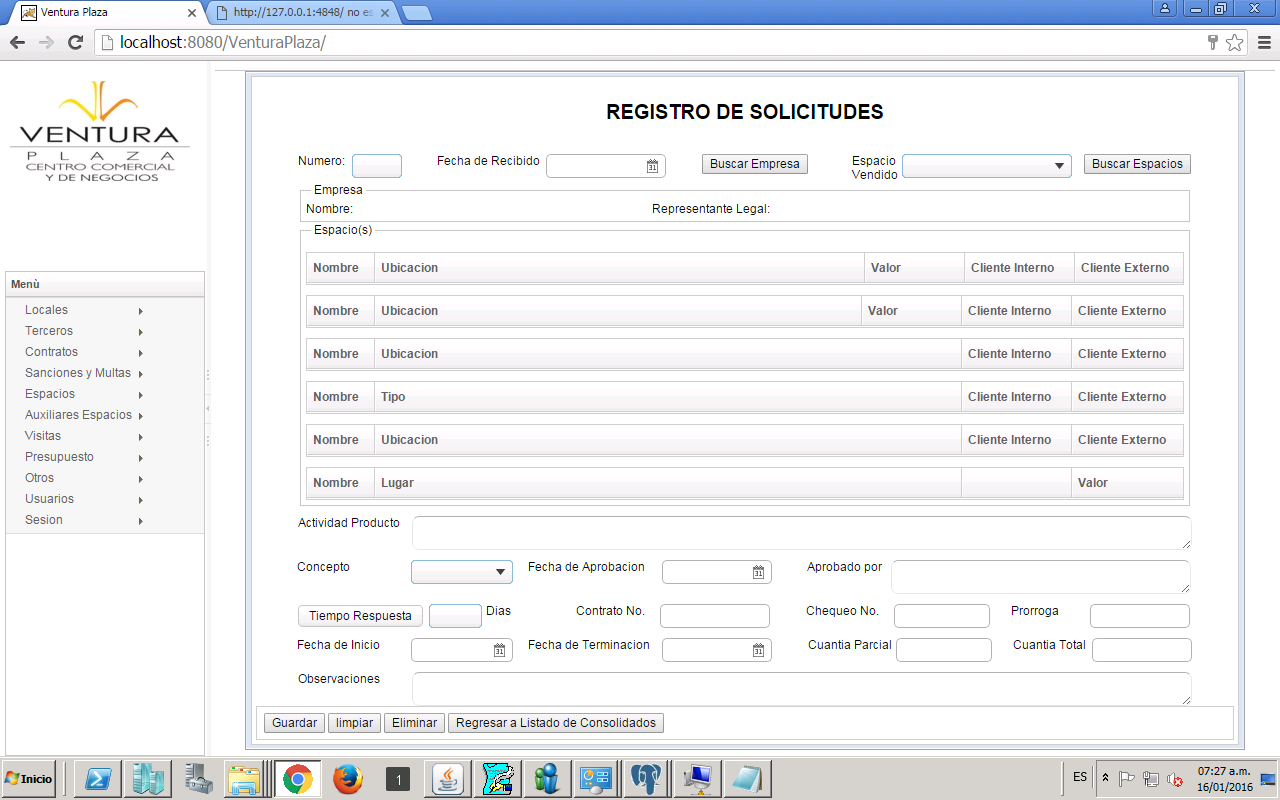 Ventura Plaza
http://127.0.0.1:4848/ no es
localhost:8080/VenturaPlaza/
VENTURA
PLAZA
CENTRO COMERCIAL
Y DE NEGOCIOS
Menù
Locales
Terceros
Contratos
Sanciones y Multas
Espacios
Auxiliares Espacios
Visitas
Presupuesto
Otros
Usuarios
Sesion
REGISTRO DE SOLICITUDES
Numero: Fecha de Recibido 31 Buscar Empresa Espacio Vendido Buscar Espacios
Empresa
Nombre: Representante Legal:
Espacio(s)
Nombre Ubicacion Valor Cliente Interno Cliente Externo
Nombre Ubicacion Valor Cliente Interno Cliente Externo
Nombre Ubicacion Cliente Interno Cliente Externo
Nombre Tipo Cliente Interno Cliente Externo
Nombre Ubicacion Cliente Interno Cliente Externo
Nombre Lugar Valor
Actividad Producto
Concepto Fecha de Aprobacion 31 Aprobado por
Tiempo Respuesta Dias Contrato No. Chequeo No. Prorroga
Fecha de Inicio 31 Fecha de Terminacion 31 Cuantia Parcial Cuantia Total
Observaciones
Guardar limpiar Eliminar Regresar a Listado de Consolidados
Inicio 1 ES 07:27 a.m.
16/01/2016